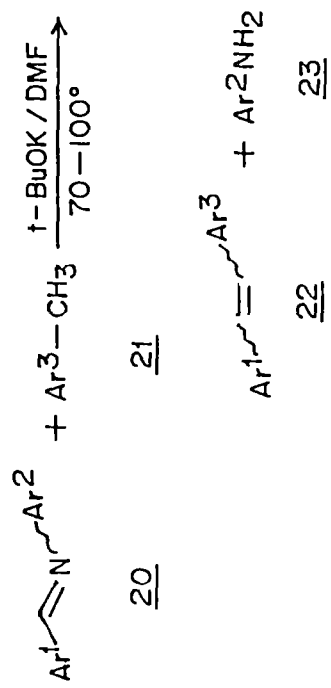 Ar¹ N Ar² + Ar³—CH₃ t-BuOK/DMF
70—100°
20 21
Ar¹ Ar³ + Ar²NH₂
22 23